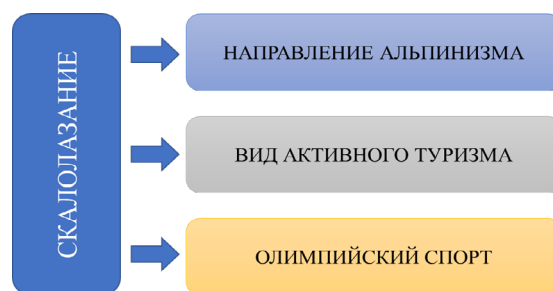 СКАЛОЛАЗАНИЕ
НАПРАВЛЕНИЕ АЛЬПИНИЗМА
ВИД АКТИВНОГО ТУРИЗМА
ОЛИМПИЙСКИЙ СПОРТ